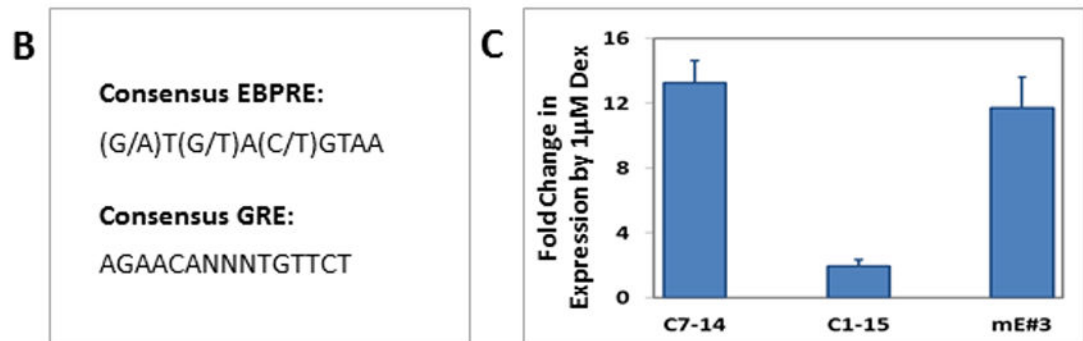 B
Consensus EBPRE:
(G/A)T(G/T)A(C/T)GTAA
Consensus GRE:
AGAACANNNTGTTCT
C
Fold Change in
Expression by 1μM Dex
16
12
8
4
0
C7-14
C1-15
mE#3